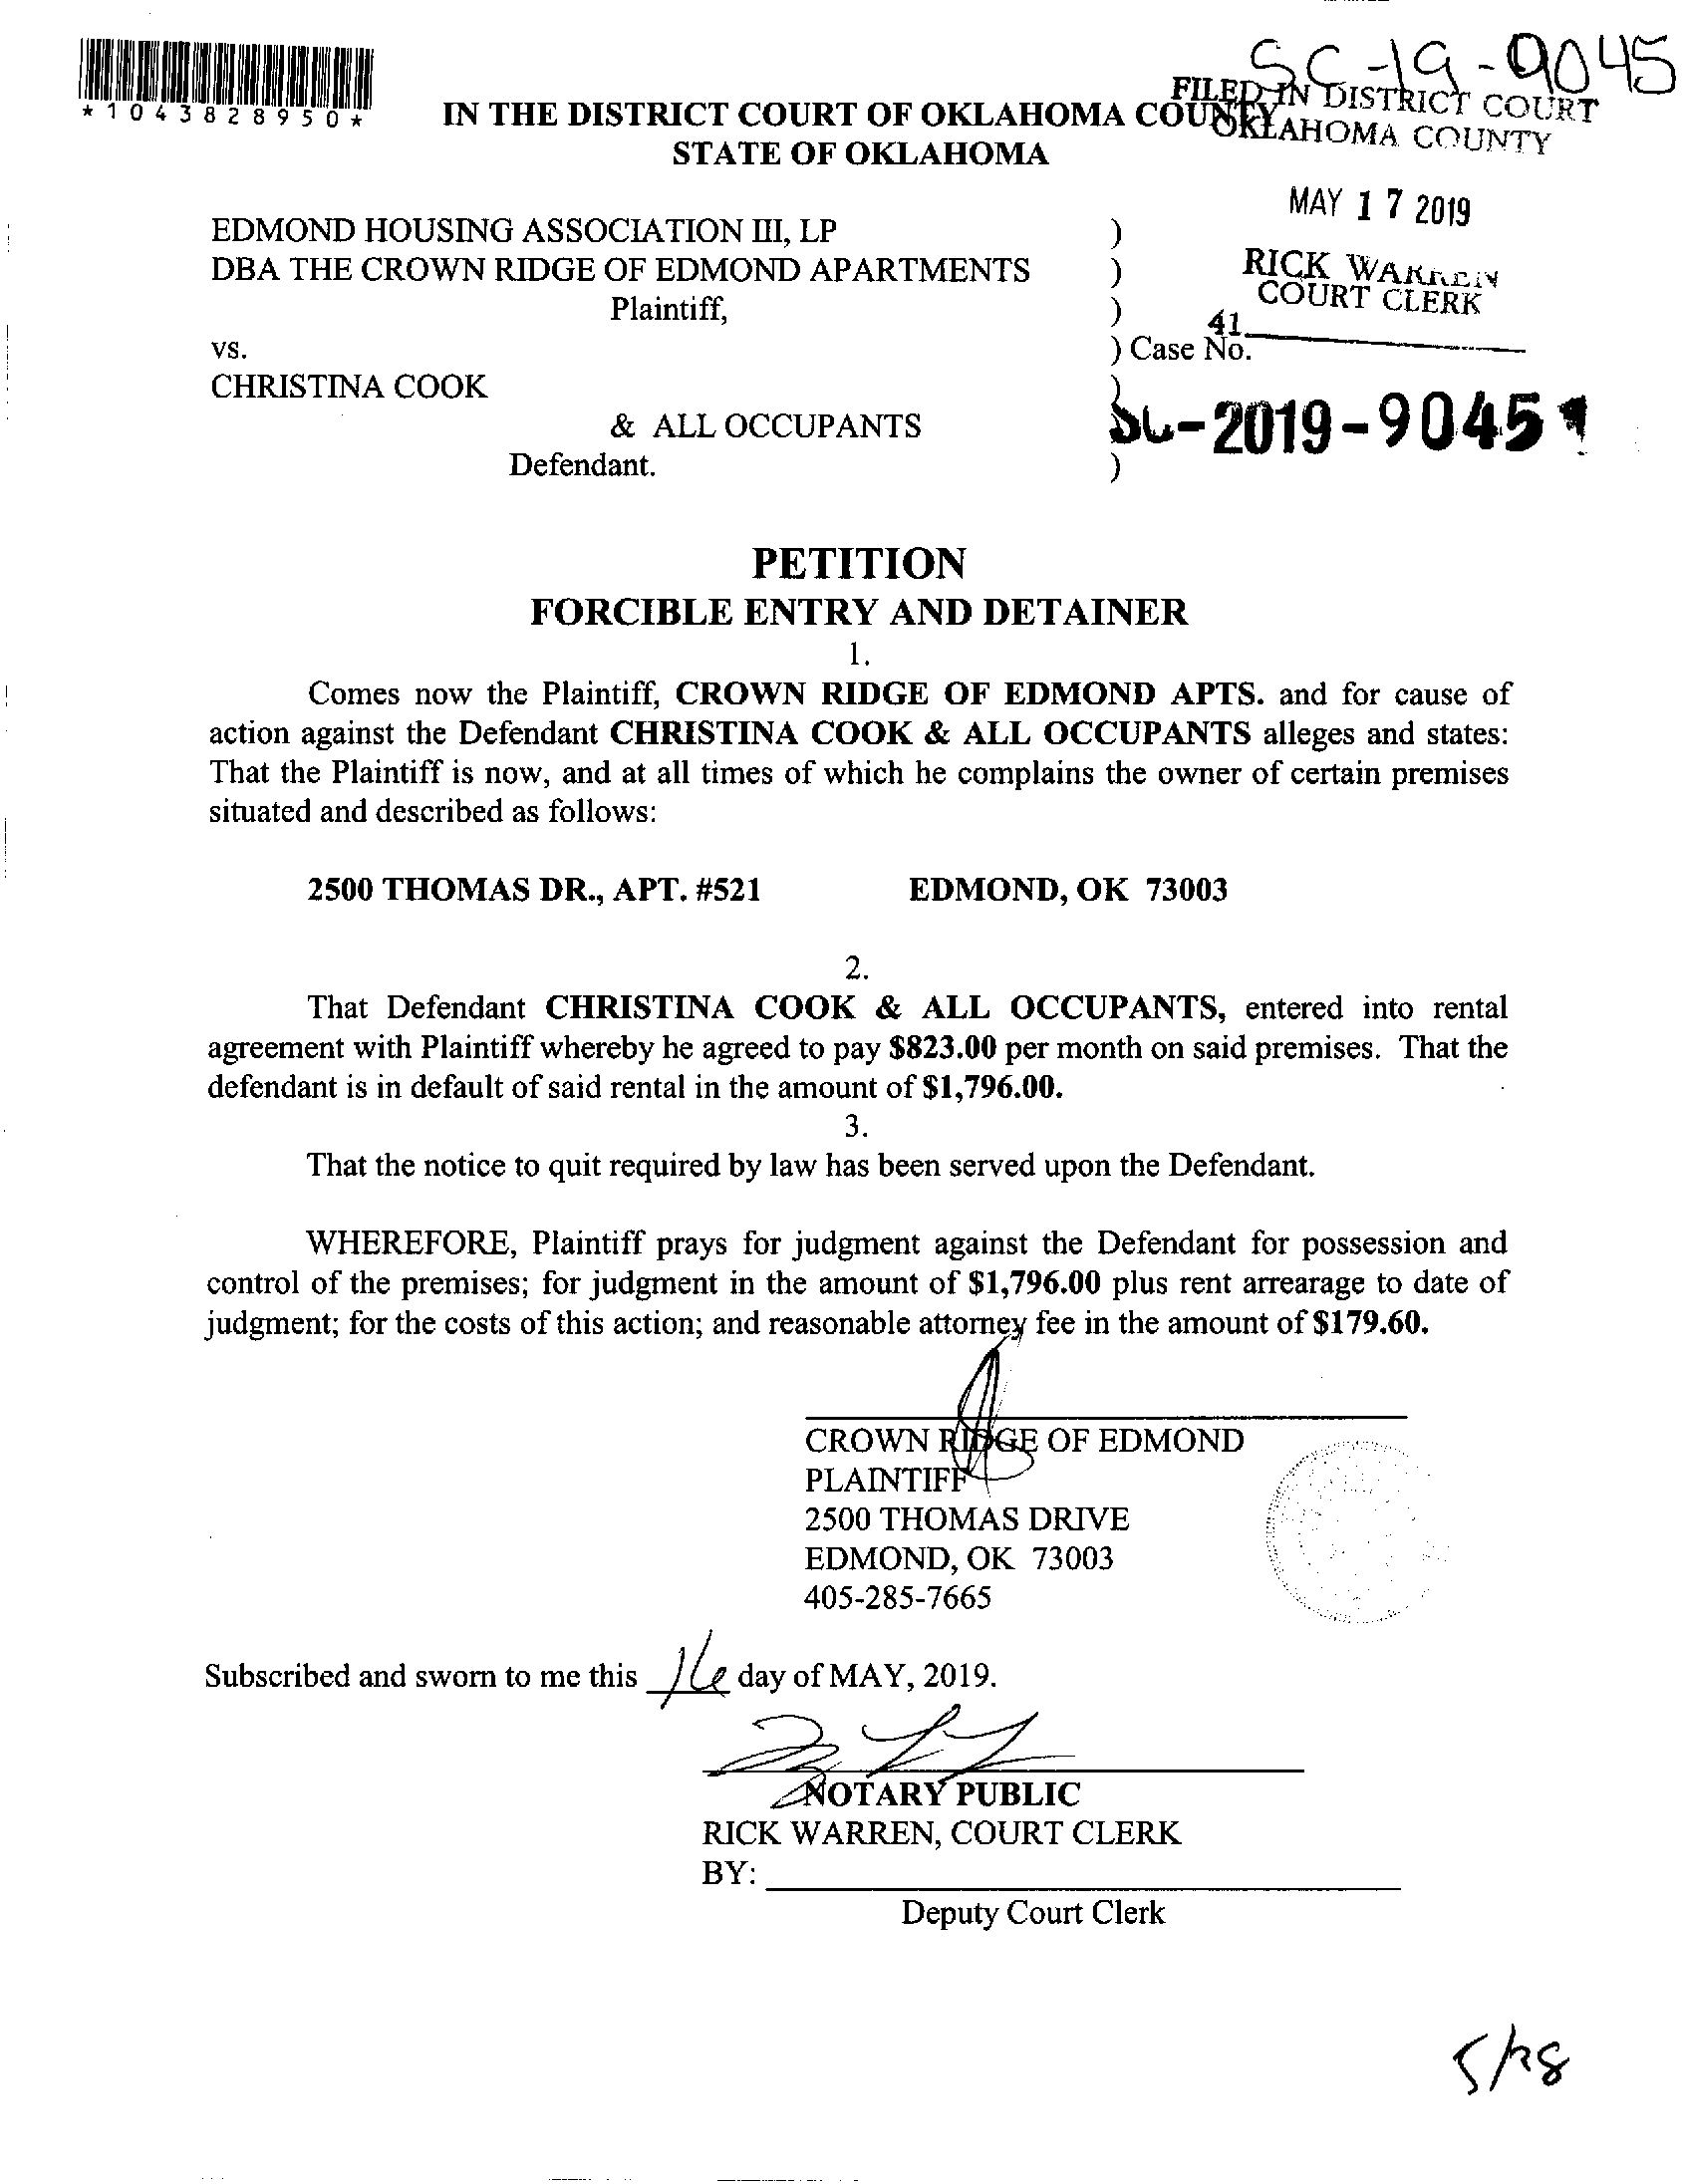 SC-19-9045
*1043828950*
FILED IN DISTRICT COURT
OKLAHOMA COUNTY
IN THE DISTRICT COURT OF OKLAHOMA COUNTY
STATE OF OKLAHOMA
MAY 17 2019
RICK WARREN
COURT CLERK
41
EDMOND HOUSING ASSOCIATION III, LP )
DBA THE CROWN RIDGE OF EDMOND APARTMENTS )
Plaintiff, )
vs. ) Case No.
CHRISTINA COOK )
& ALL OCCUPANTS
SC-2019-9045
Defendant. )
PETITION
FORCIBLE ENTRY AND DETAINER
1.
Comes now the Plaintiff, CROWN RIDGE OF EDMOND APTS. and for cause of
action against the Defendant CHRISTINA COOK & ALL OCCUPANTS alleges and states:
That the Plaintiff is now, and at all times of which he complains the owner of certain premises
situated and described as follows:
2500 THOMAS DR., APT. #521 EDMOND, OK 73003
2.
That Defendant CHRISTINA COOK & ALL OCCUPANTS, entered into rental
agreement with Plaintiff whereby he agreed to pay $823.00 per month on said premises. That the
defendant is in default of said rental in the amount of $1,796.00.
3.
That the notice to quit required by law has been served upon the Defendant.
WHEREFORE, Plaintiff prays for judgment against the Defendant for possession and
control of the premises; for judgment in the amount of $1,796.00 plus rent arrearage to date of
judgment; for the costs of this action; and reasonable attorney fee in the amount of $179.60.
CROWN RIDGE OF EDMOND
PLAINTIFF
2500 THOMAS DRIVE
EDMOND, OK 73003
405-285-7665
Subscribed and sworn to me this 16 day of MAY, 2019.
NOTARY PUBLIC
RICK WARREN, COURT CLERK
BY:
Deputy Court Clerk